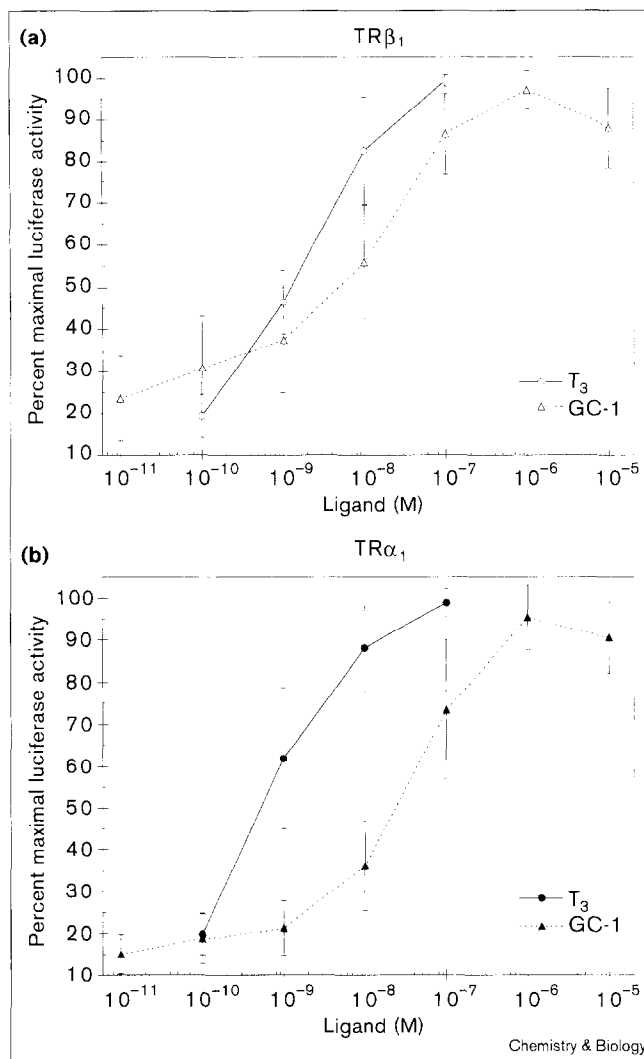 (a)
TRβ₁
Percent maximal luciferase activity
100
90
80
70
60
50
40
30
20
10
T₃
GC-1
10⁻¹¹ 10⁻¹⁰ 10⁻⁹ 10⁻⁸ 10⁻⁷ 10⁻⁶ 10⁻⁵
Ligand (M)
(b)
TRα₁
Percent maximal luciferase activity
100
90
80
70
60
50
40
30
20
10
T₃
GC-1
10⁻¹¹ 10⁻¹⁰ 10⁻⁹ 10⁻⁸ 10⁻⁷ 10⁻⁶ 10⁻⁵
Ligand (M)
Chemistry & Biology